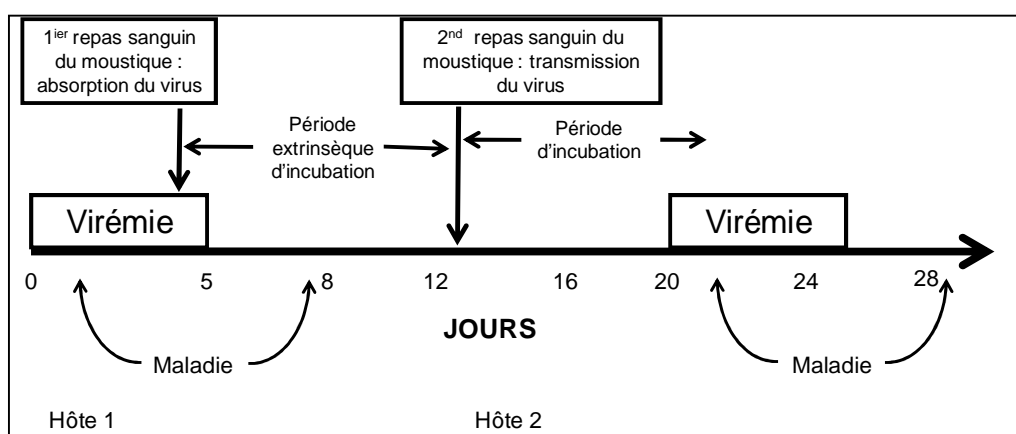 1ier repas sanguin
du moustique :
absorption du virus
2nd repas sanguin du
moustique : transmission
du virus
Période
extrinsèque
d'incubation
Période
d'incubation
Virémie
Virémie
0 5 8 12 16 20 24 28
JOURS
Maladie
Maladie
Hôte 1
Hôte 2